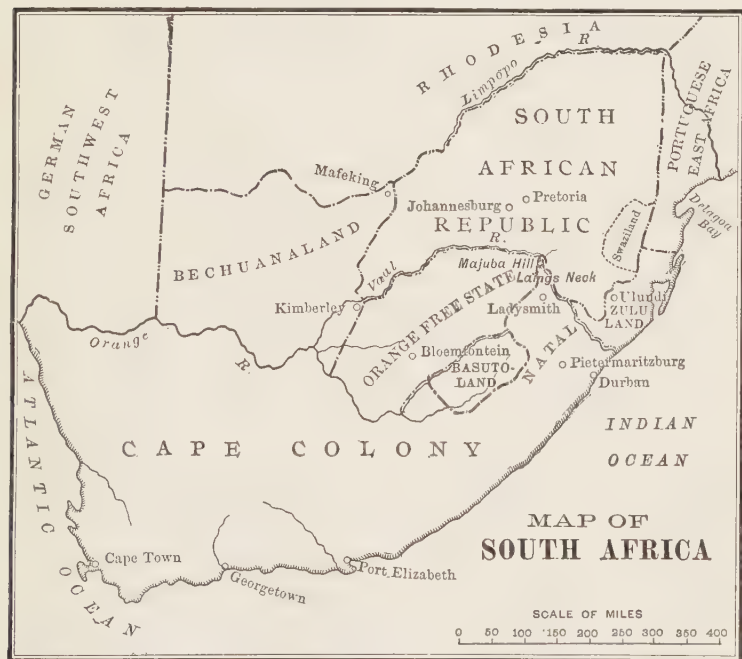 RHODESIA
Limpopo R.
GERMAN
SOUTHWEST
AFRICA
SOUTH
AFRICAN
REPUBLIC
PORTUGUESE
EAST AFRICA
Mafeking
Johannesburg
Pretoria
Delagoa
Bay
Swaziland
BECHUANALAND
Vaal R.
Majuba Hill
Laings Neck
Kimberley
ORANGE FREE STATE
Ladysmith
Ulundi
ZULU
LAND
Orange R.
Bloemfontein
BASUTO-
LAND
NATAL
Pietermaritzburg
Durban
INDIAN
OCEAN
CAPE COLONY
ATLANTIC OCEAN
Cape Town
Georgetown
Port Elizabeth
MAP OF
SOUTH AFRICA
SCALE OF MILES
0 50 100 150 200 250 300 350 400